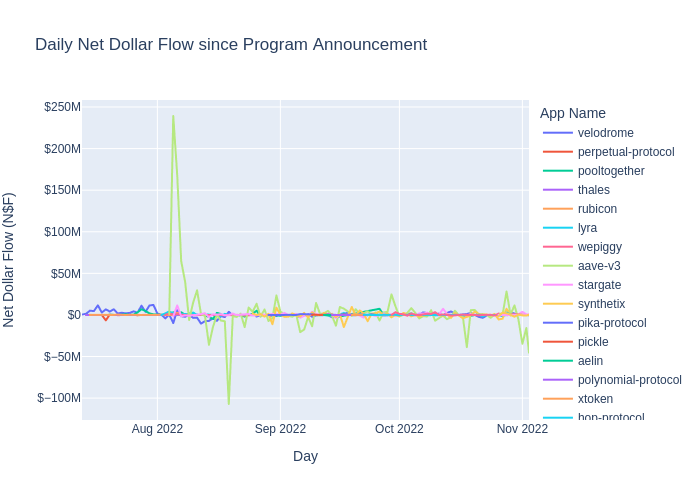 Daily Net Dollar Flow since Program Announcement
Net Dollar Flow (N$F)
$250M
$200M
$150M
$100M
$50M
$0
$−50M
$−100M
Aug 2022
Sep 2022
Oct 2022
Nov 2022
Day
App Name
velodrome
perpetual-protocol
pooltogether
thales
rubicon
lyra
wepiggy
aave-v3
stargate
synthetix
pika-protocol
pickle
aelin
polynomial-protocol
xtoken
hop-protocol